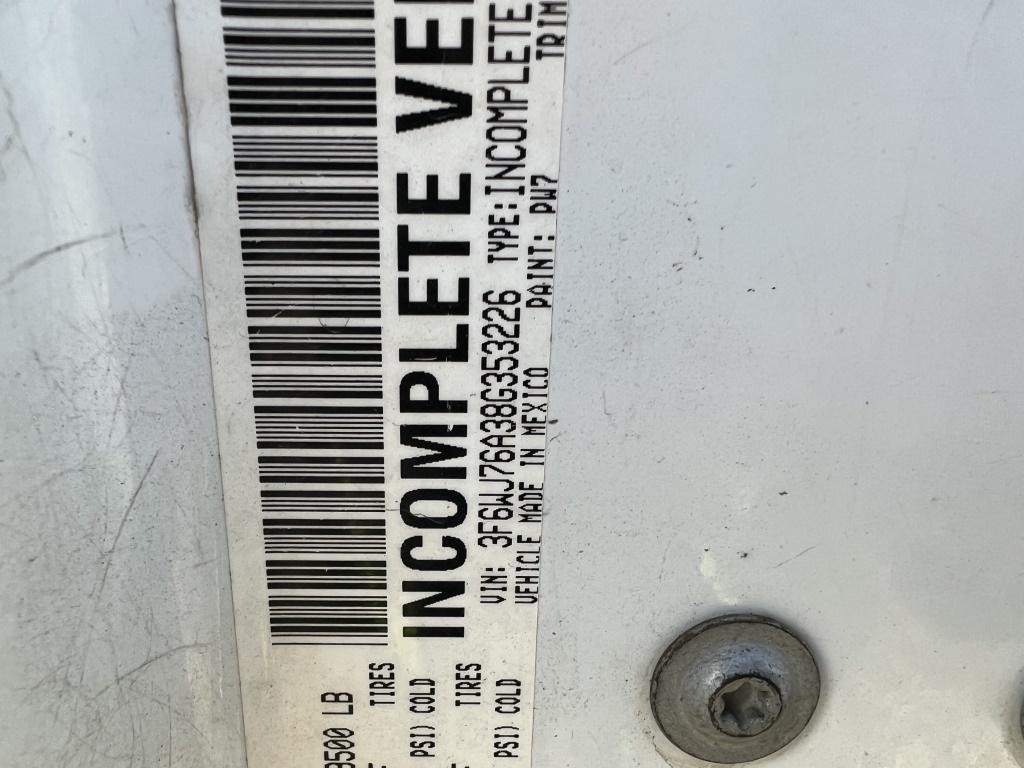 3500 LB
TIRES
PSI) COLD
TIRES
PSI) COLD
INCOMPLETE VE
VIN: 3F6WJ76A38G353226 TYPE: INCOMPLETE
VEHICLE MADE IN MEXICO PAINT: PW7 TRIM